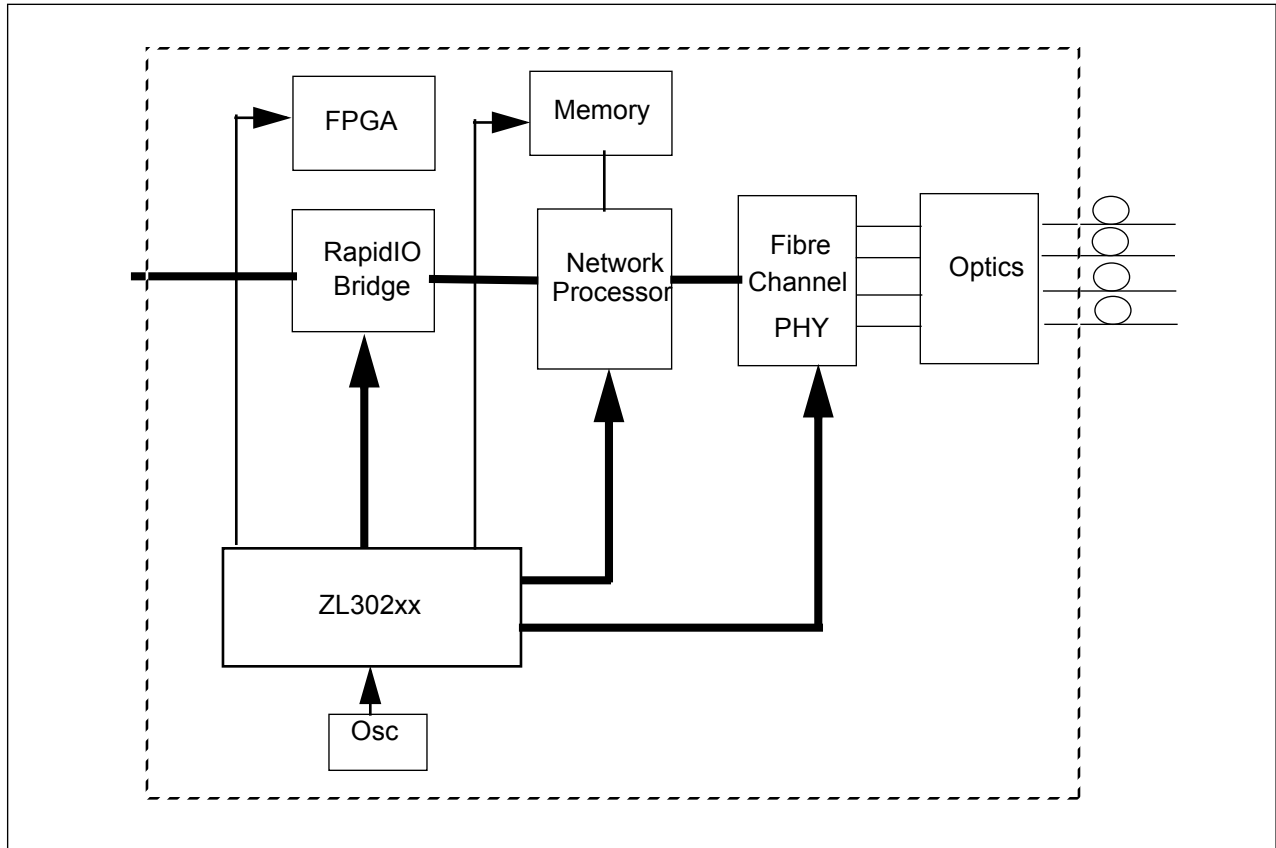 FPGA
Memory
RapidIO
Bridge
Network
Processor
Fibre
Channel
PHY
Optics
ZL302xx
Osc